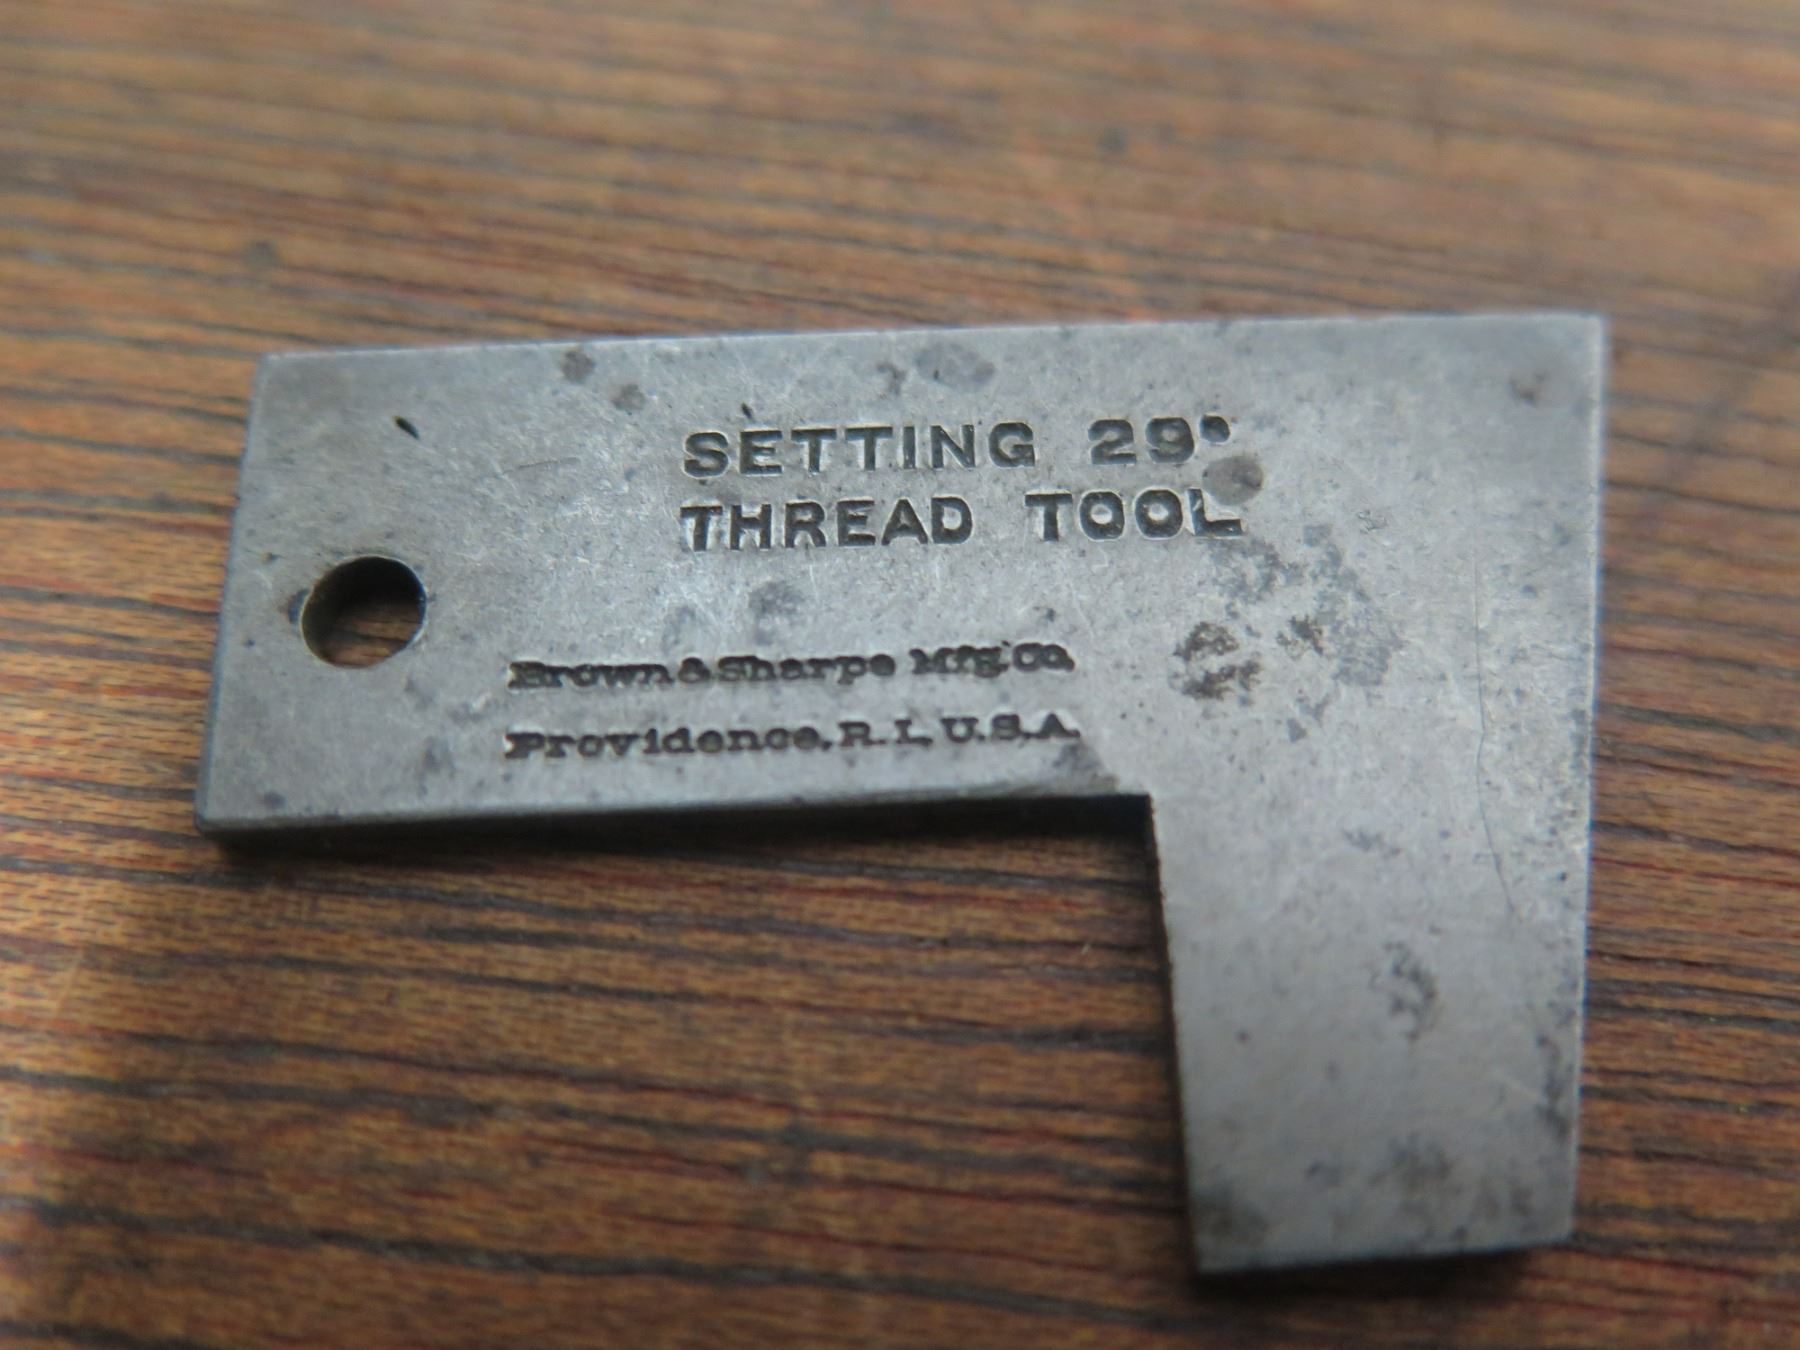 SETTING 29°
THREAD TOOL
Brown & Sharpe Mfg. Co.
Providence, R. I., U. S. A.